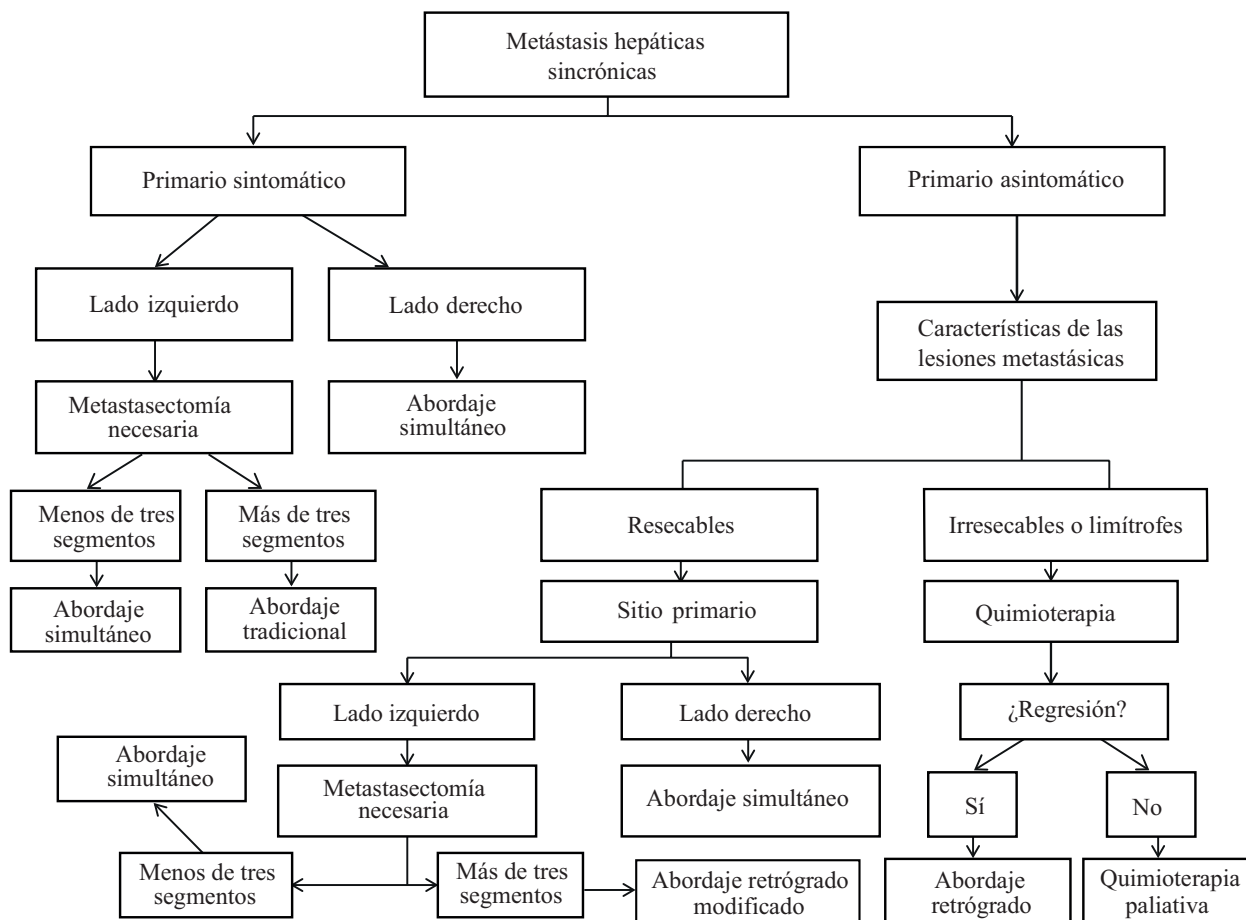 Metástasis hepáticas
sincrónicas
Primario sintomático
Primario asintomático
Lado izquierdo
Lado derecho
Características de las
lesiones metastásicas
Metastasectomía
necesaria
Abordaje
simultáneo
Menos de tres
segmentos
Más de tres
segmentos
Resecables
Irresecables o limítrofes
Abordaje
simultáneo
Abordaje
tradicional
Sitio primario
Quimioterapia
Lado izquierdo
Lado derecho
¿Regresión?
Abordaje
simultáneo
Metastasectomía
necesaria
Abordaje simultáneo
Sí
No
Menos de tres
segmentos
Más de tres
segmentos
Abordaje retrógrado
modificado
Abordaje
retrógrado
Quimioterapia
paliativa